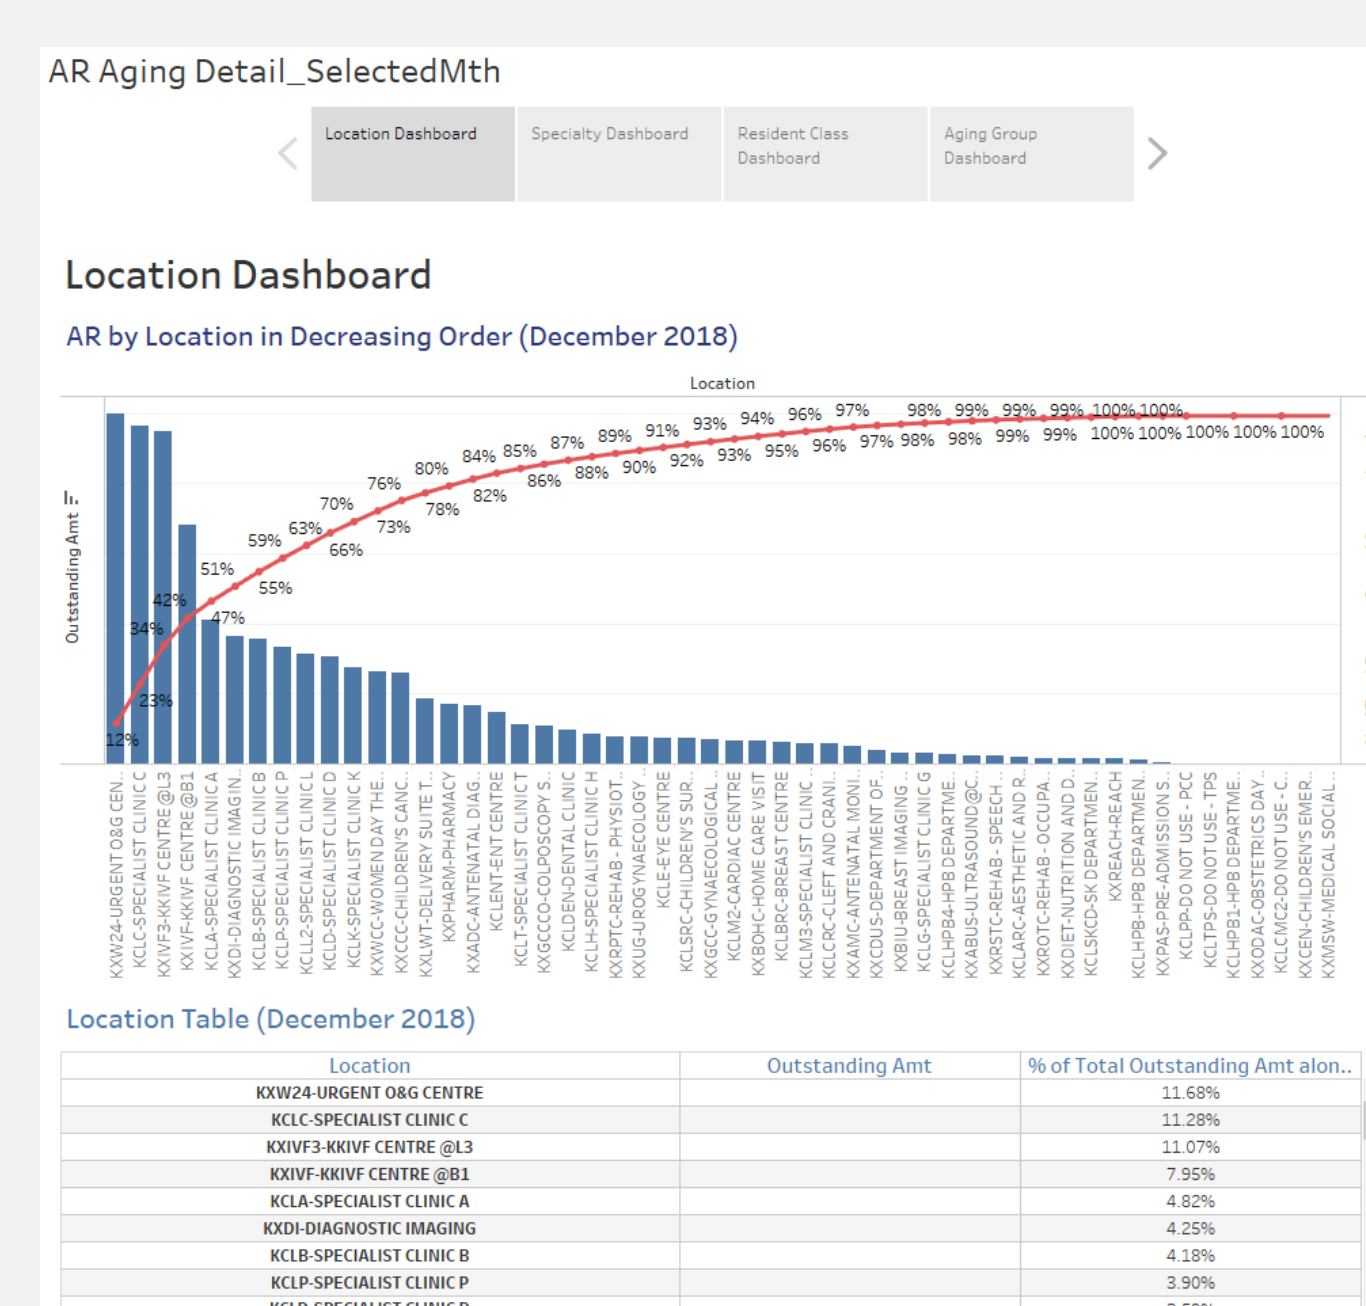 AR Aging Detail_SelectedMth
Location Dashboard
Specialty Dashboard
Resident Class
Dashboard
Aging Group
Dashboard
Location Dashboard
AR by Location in Decreasing Order (December 2018)
Location
Outstanding Amt
12%
23%
34%
42%
47%
51%
55%
59%
63%
66%
70%
73%
76%
78%
80%
82%
84%
85%
86%
87%
88%
89%
90%
91%
92%
93%
93%
94%
95%
96%
96%
97%
97%
98%
98%
98%
99%
99%
99%
99%
99%
100%
100%
100%
100%
100%
100%
100%
KXW24-URGENT O&G CEN..
KCLC-SPECIALIST CLINIC C
KXIVF3-KKIVF CENTRE @L3
KXIVF-KKIVF CENTRE @B1
KCLA-SPECIALIST CLINIC A
KXDI-DIAGNOSTIC IMAGIN..
KCLB-SPECIALIST CLINIC B
KCLP-SPECIALIST CLINIC P
KCLL2-SPECIALIST CLINIC L
KCLD-SPECIALIST CLINIC D
KCLK-SPECIALIST CLINIC K
KXWCC-WOMEN DAY THE..
KXCCC-CHILDREN'S CANC..
KXLWT-DELIVERY SUITE T..
KXPHARM-PHARMACY
KXADC-ANTENATAL DIAG..
KCLENT-ENT CENTRE
KCLT-SPECIALIST CLINIC T
KXGCCCO-COLPOSCOPY S..
KCLDEN-DENTAL CLINIC
KCLH-SPECIALIST CLINIC H
KXRPTC-REHAB - PHYSIOT..
KXUG-UROGYNAECOLOGY ..
KCLE-EYE CENTRE
KCLSRC-CHILDREN'S SUR..
KXGCC-GYNAECOLOGICAL ..
KCLM2-CARDIAC CENTRE
KXBOHC-HOME CARE VISIT
KCLBRC-BREAST CENTRE
KCLM3-SPECIALIST CLINIC ..
KCLCRC-CLEFT AND CRANI..
KXAMC-ANTENATAL MONI..
KXCDUS-DEPARTMENT OF..
KXBIU-BREAST IMAGING ..
KCLG-SPECIALIST CLINIC G
KCLHPB4-HPB DEPARTME..
KXABUS-ULTRASOUND@C..
KXRSTC-REHAB - SPEECH ..
KCLARC-AESTHETIC AND R..
KXROTC-REHAB - OCCUPA..
KXDIET-NUTRITION AND D..
KCLSKCD-SK DEPARTMEN..
KXREACH-REACH
KCLHPB-HPB DEPARTMEN..
KXPAS-PRE-ADMISSION S..
KCLPP-DO NOT USE - PCC
KCLTPS-DO NOT USE - TPS
KCLHPB1-HPB DEPARTME..
KXODAC-OBSTETRICS DAY..
KCLCMC2-DO NOT USE - C..
KXCEN-CHILDREN'S EMER..
KXMSW-MEDICAL SOCIAL ..
Location Table (December 2018)
Location Outstanding Amt % of Total Outstanding Amt alon..
KXW24-URGENT O&G CENTRE 11.68%
KCLC-SPECIALIST CLINIC C 11.28%
KXIVF3-KKIVF CENTRE @L3 11.07%
KXIVF-KKIVF CENTRE @B1 7.95%
KCLA-SPECIALIST CLINIC A 4.82%
KXDI-DIAGNOSTIC IMAGING 4.25%
KCLB-SPECIALIST CLINIC B 4.18%
KCLP-SPECIALIST CLINIC P 3.90%